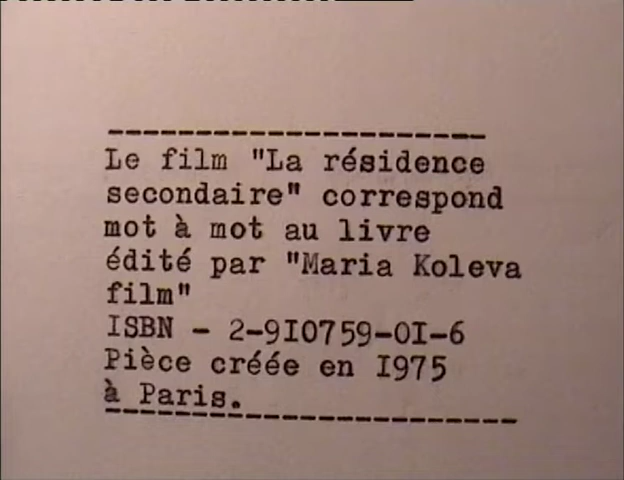 ---------------------
Le film "La résidence
secondaire" correspond
mot à mot au livre
édité par "Maria Koleva
film"
ISBN - 2-9I0759-0I-6
Pièce créée en I975
à Paris.
-----------------------